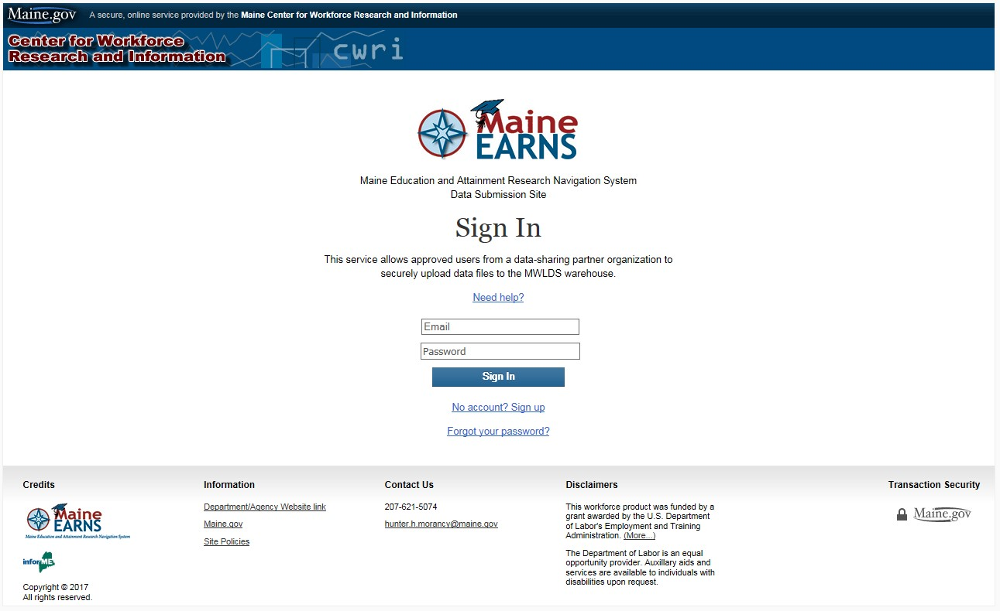 Maine.gov
A secure, online service provided by the Maine Center for Workforce Research and Information
Center for Workforce
Research and Information
cwri
Maine
EARNS
Maine Education and Attainment Research Navigation System
Data Submission Site
Sign In
This service allows approved users from a data-sharing partner organization to
securely upload data files to the MWLDS warehouse.
Need help?
Email
Password
Sign In
No account? Sign up
Forgot your password?
Credits
Maine
EARNS
Maine Education and Attainment Research Navigation System
inforME
Copyright © 2017
All rights reserved.
Information
Department/Agency Website link
Maine.gov
Site Policies
Contact Us
207-621-5074
hunter.h.morancy@maine.gov
Disclaimers
This workforce product was funded by a
grant awarded by the U.S. Department
of Labor's Employment and Training
Administration. (More...)
The Department of Labor is an equal
opportunity provider. Auxillary aids and
services are available to individuals with
disabilities upon request.
Transaction Security
Maine.gov